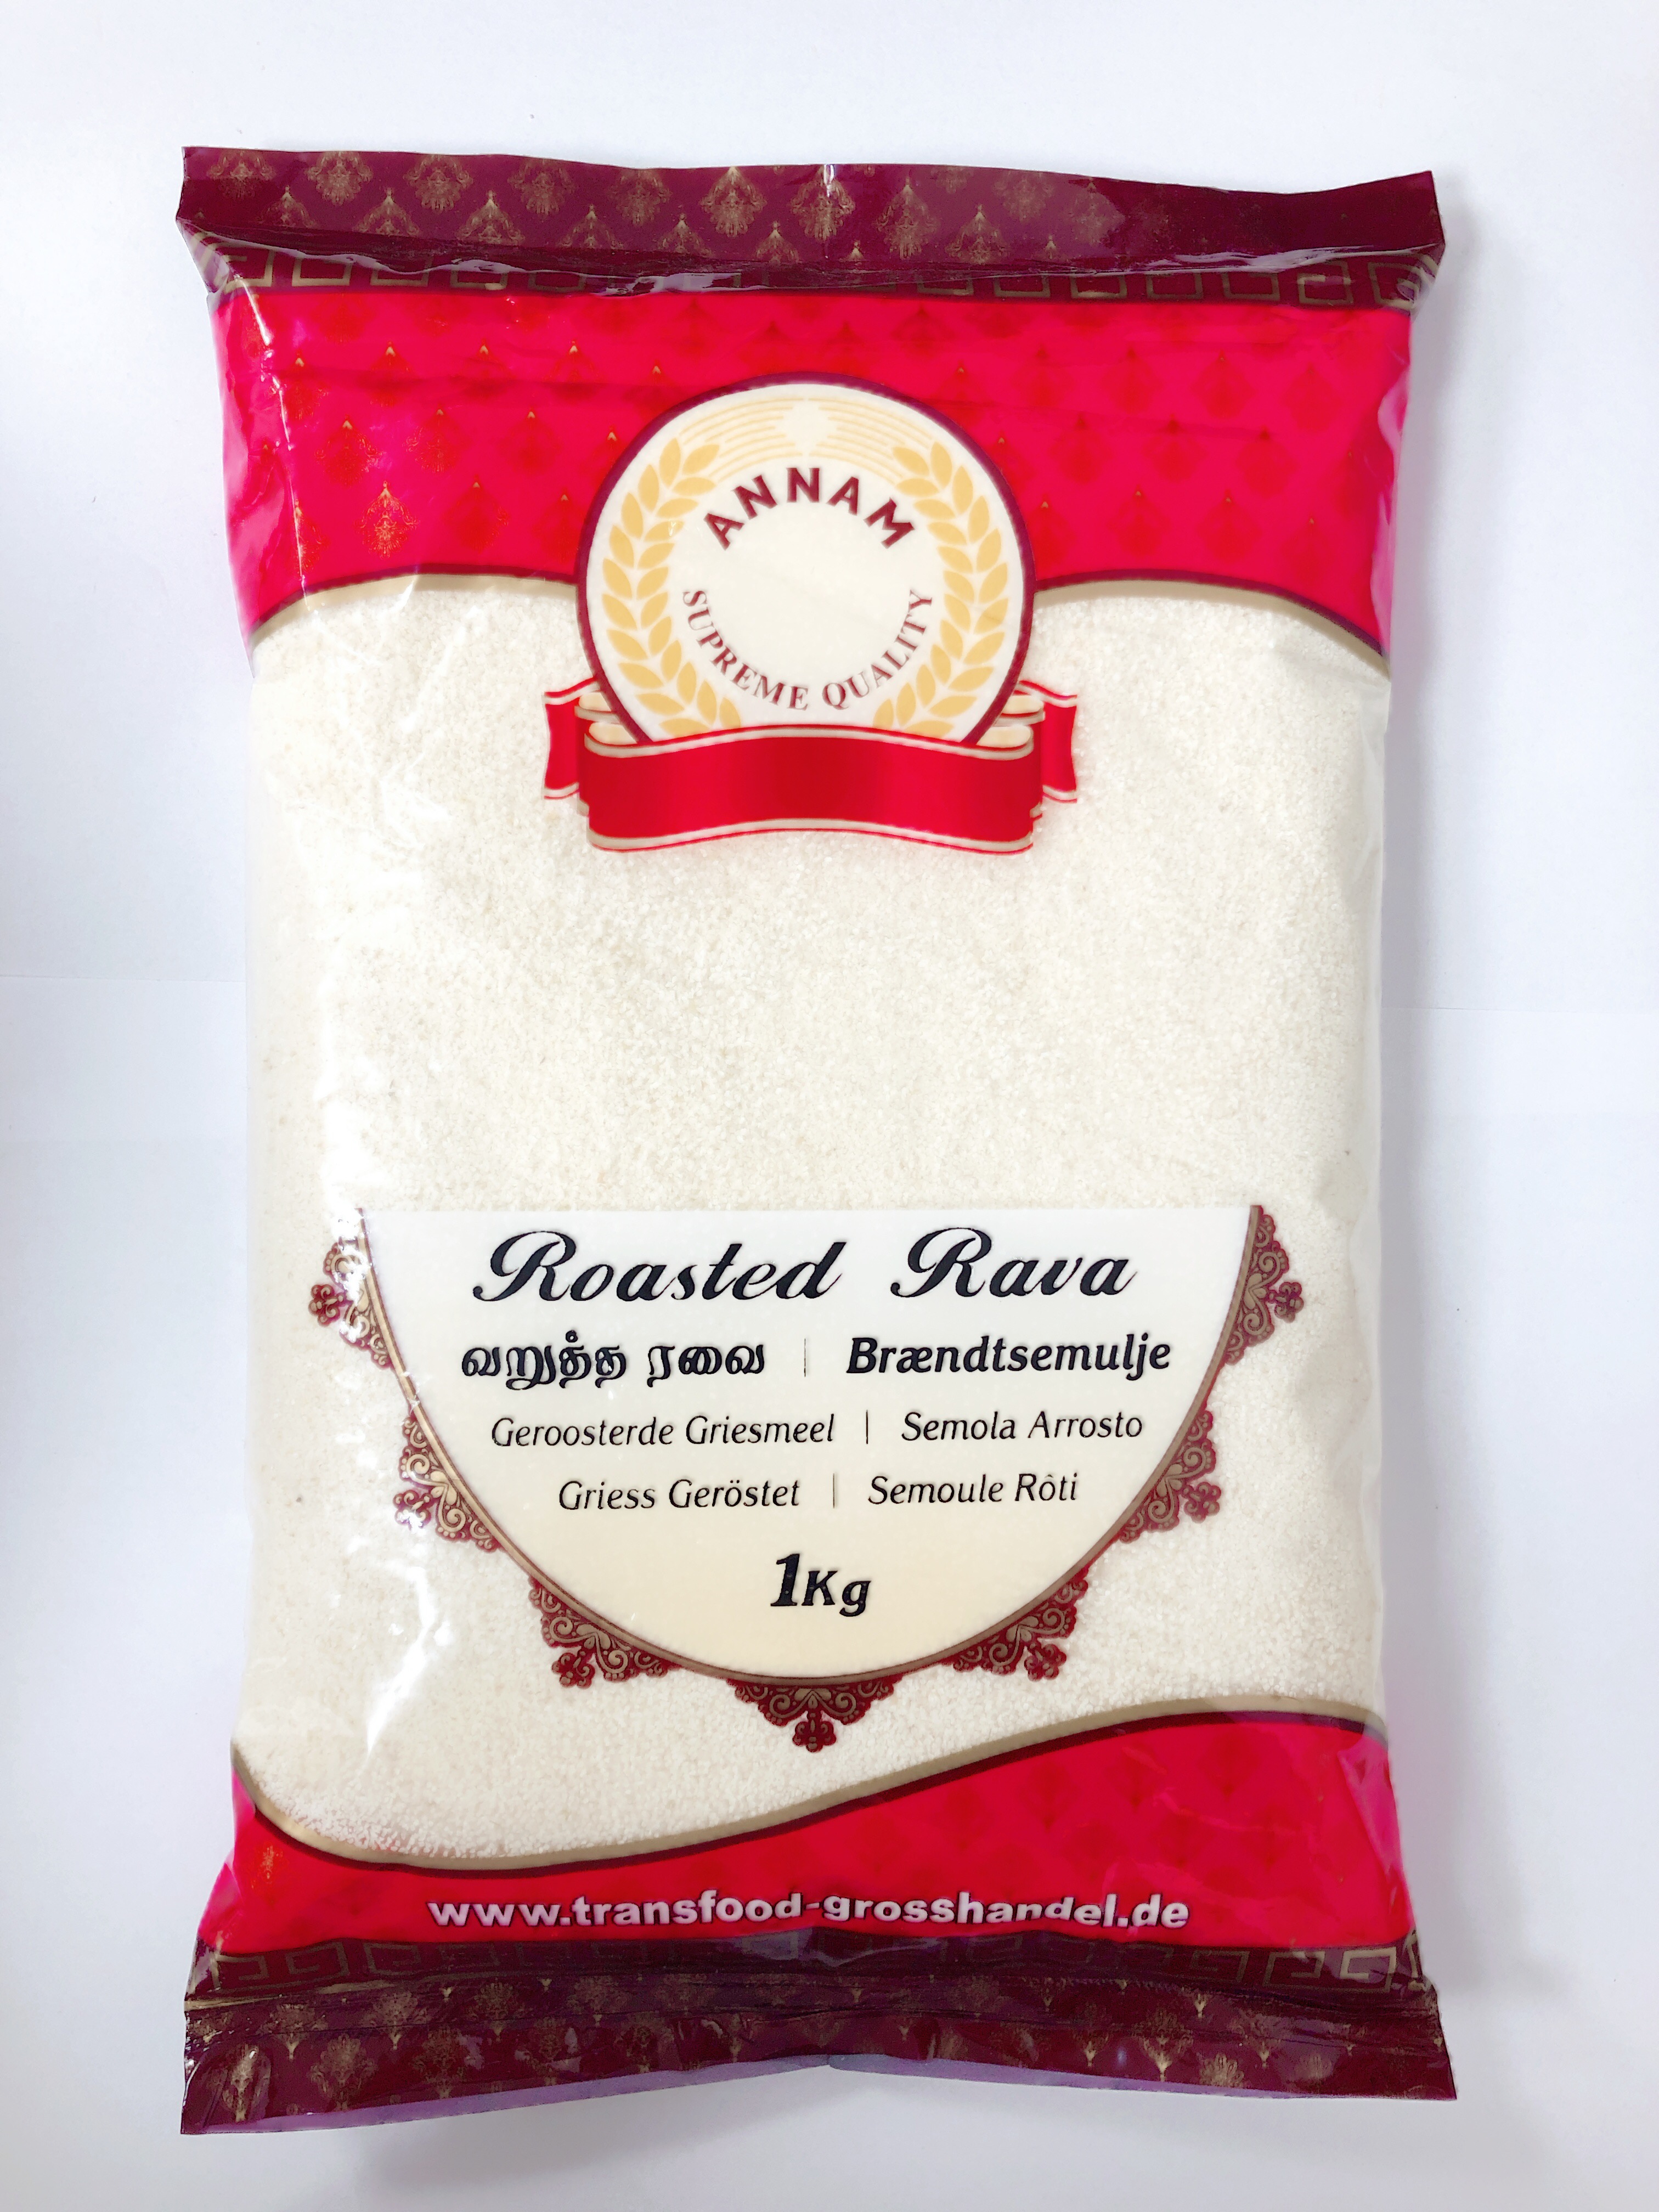 ANNAM
SUPREME QUALITY
Roasted Rava
வறுத்த ரவை | Brændtsemulje
Geroosterde Griesmeel | Semola Arrosto
Griess Geröstet | Semoule Rôti
1Kg
www.transfood-grosshandel.de